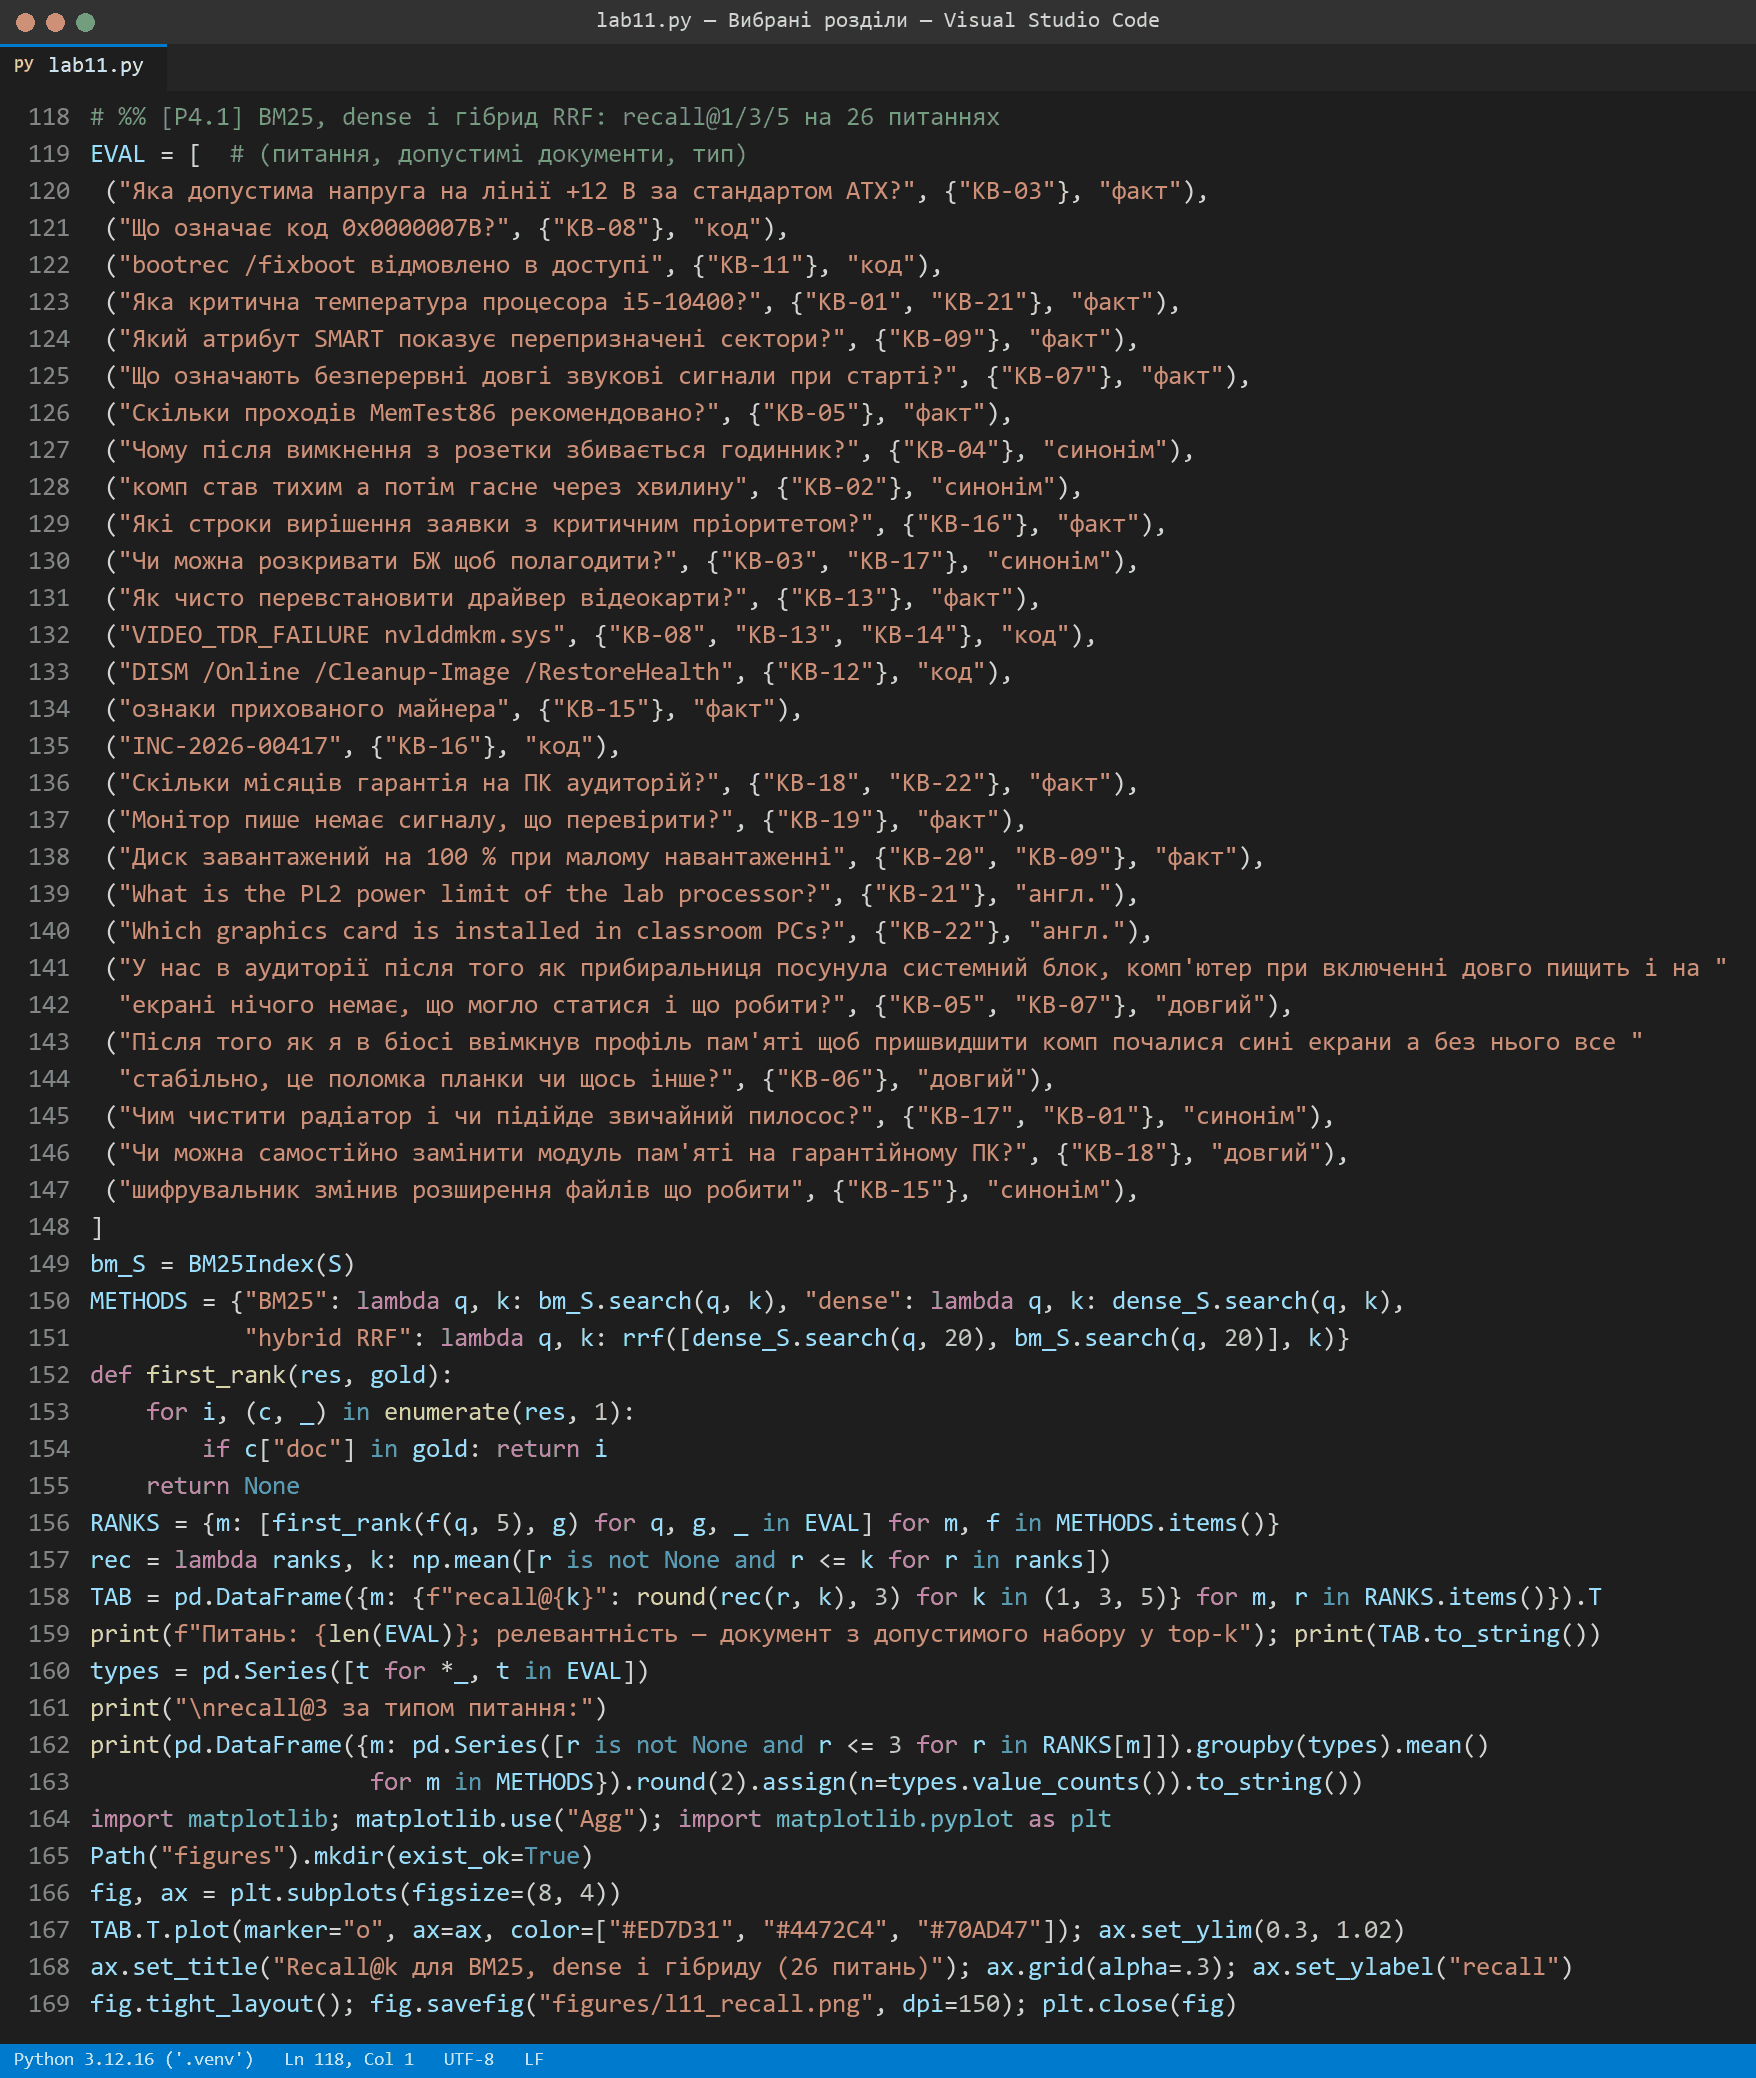 lab11.py — Вибрані розділи — Visual Studio Code
PY lab11.py
118 # %% [P4.1] BM25, dense і гібрид RRF: recall@1/3/5 на 26 питаннях
119 EVAL = [  # (питання, допустимі документи, тип)
120  ("Яка допустима напруга на лінії +12 В за стандартом ATX?", {"KB-03"}, "факт"),
121  ("Що означає код 0x0000007B?", {"KB-08"}, "код"),
122  ("bootrec /fixboot відмовлено в доступі", {"KB-11"}, "код"),
123  ("Яка критична температура процесора i5-10400?", {"KB-01", "KB-21"}, "факт"),
124  ("Який атрибут SMART показує перепризначені сектори?", {"KB-09"}, "факт"),
125  ("Що означають безперервні довгі звукові сигнали при старті?", {"KB-07"}, "факт"),
126  ("Скільки проходів MemTest86 рекомендовано?", {"KB-05"}, "факт"),
127  ("Чому після вимкнення з розетки збивається годинник?", {"KB-04"}, "синонім"),
128  ("комп став тихим а потім гасне через хвилину", {"KB-02"}, "синонім"),
129  ("Які строки вирішення заявки з критичним пріоритетом?", {"KB-16"}, "факт"),
130  ("Чи можна розкривати БЖ щоб полагодити?", {"KB-03", "KB-17"}, "синонім"),
131  ("Як чисто перевстановити драйвер відеокарти?", {"KB-13"}, "факт"),
132  ("VIDEO_TDR_FAILURE nvlddmkm.sys", {"KB-08", "KB-13", "KB-14"}, "код"),
133  ("DISM /Online /Cleanup-Image /RestoreHealth", {"KB-12"}, "код"),
134  ("ознаки прихованого майнера", {"KB-15"}, "факт"),
135  ("INC-2026-00417", {"KB-16"}, "код"),
136  ("Скільки місяців гарантія на ПК аудиторій?", {"KB-18", "KB-22"}, "факт"),
137  ("Монітор пише немає сигналу, що перевірити?", {"KB-19"}, "факт"),
138  ("Диск завантажений на 100 % при малому навантаженні", {"KB-20", "KB-09"}, "факт"),
139  ("What is the PL2 power limit of the lab processor?", {"KB-21"}, "англ."),
140  ("Which graphics card is installed in classroom PCs?", {"KB-22"}, "англ."),
141  ("У нас в аудиторії після того як прибиральниця посунула системний блок, комп'ютер при включенні довго пищить і на "
142   "екрані нічого немає, що могло статися і що робити?", {"KB-05", "KB-07"}, "довгий"),
143  ("Після того як я в біосі ввімкнув профіль пам'яті щоб пришвидшити комп почалися сині екрани а без нього все "
144   "стабільно, це поломка планки чи щось інше?", {"KB-06"}, "довгий"),
145  ("Чим чистити радіатор і чи підійде звичайний пилосос?", {"KB-17", "KB-01"}, "синонім"),
146  ("Чи можна самостійно замінити модуль пам'яті на гарантійному ПК?", {"KB-18"}, "довгий"),
147  ("шифрувальник змінив розширення файлів що робити", {"KB-15"}, "синонім"),
148 ]
149 bm_S = BM25Index(S)
150 METHODS = {"BM25": lambda q, k: bm_S.search(q, k), "dense": lambda q, k: dense_S.search(q, k),
151            "hybrid RRF": lambda q, k: rrf([dense_S.search(q, 20), bm_S.search(q, 20)], k)}
152 def first_rank(res, gold):
153     for i, (c, _) in enumerate(res, 1):
154         if c["doc"] in gold: return i
155     return None
156 RANKS = {m: [first_rank(f(q, 5), g) for q, g, _ in EVAL] for m, f in METHODS.items()}
157 rec = lambda ranks, k: np.mean([r is not None and r <= k for r in ranks])
158 TAB = pd.DataFrame({m: {f"recall@{k}": round(rec(r, k), 3) for k in (1, 3, 5)} for m, r in RANKS.items()}).T
159 print(f"Питань: {len(EVAL)}; релевантність — документ з допустимого набору у top-k"); print(TAB.to_string())
160 types = pd.Series([t for *_, t in EVAL])
161 print("\nrecall@3 за типом питання:")
162 print(pd.DataFrame({m: pd.Series([r is not None and r <= 3 for r in RANKS[m]]).groupby(types).mean()
163                     for m in METHODS}).round(2).assign(n=types.value_counts()).to_string())
164 import matplotlib; matplotlib.use("Agg"); import matplotlib.pyplot as plt
165 Path("figures").mkdir(exist_ok=True)
166 fig, ax = plt.subplots(figsize=(8, 4))
167 TAB.T.plot(marker="o", ax=ax, color=["#ED7D31", "#4472C4", "#70AD47"]); ax.set_ylim(0.3, 1.02)
168 ax.set_title("Recall@k для BM25, dense і гібриду (26 питань)"); ax.grid(alpha=.3); ax.set_ylabel("recall")
169 fig.tight_layout(); fig.savefig("figures/l11_recall.png", dpi=150); plt.close(fig)
Python 3.12.16 ('.venv') Ln 118, Col 1 UTF-8 LF